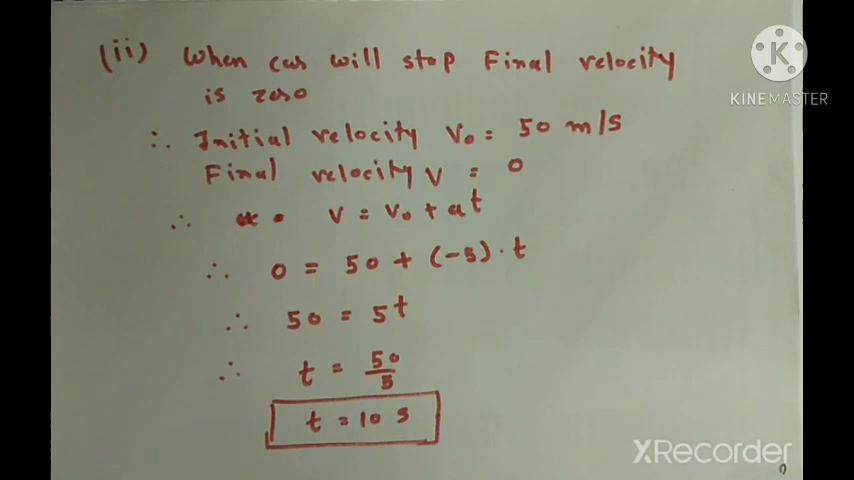 (ii) When car will stop Final velocity
is zero
∴ Initial velocity V₀ = 50 m/s
Final velocity V = 0
∴ V = V₀ + at
∴ 0 = 50 + (-5) · t
∴ 50 = 5t
∴ t = 50/5
t = 10 s
K
KINEMASTER
XRecorder